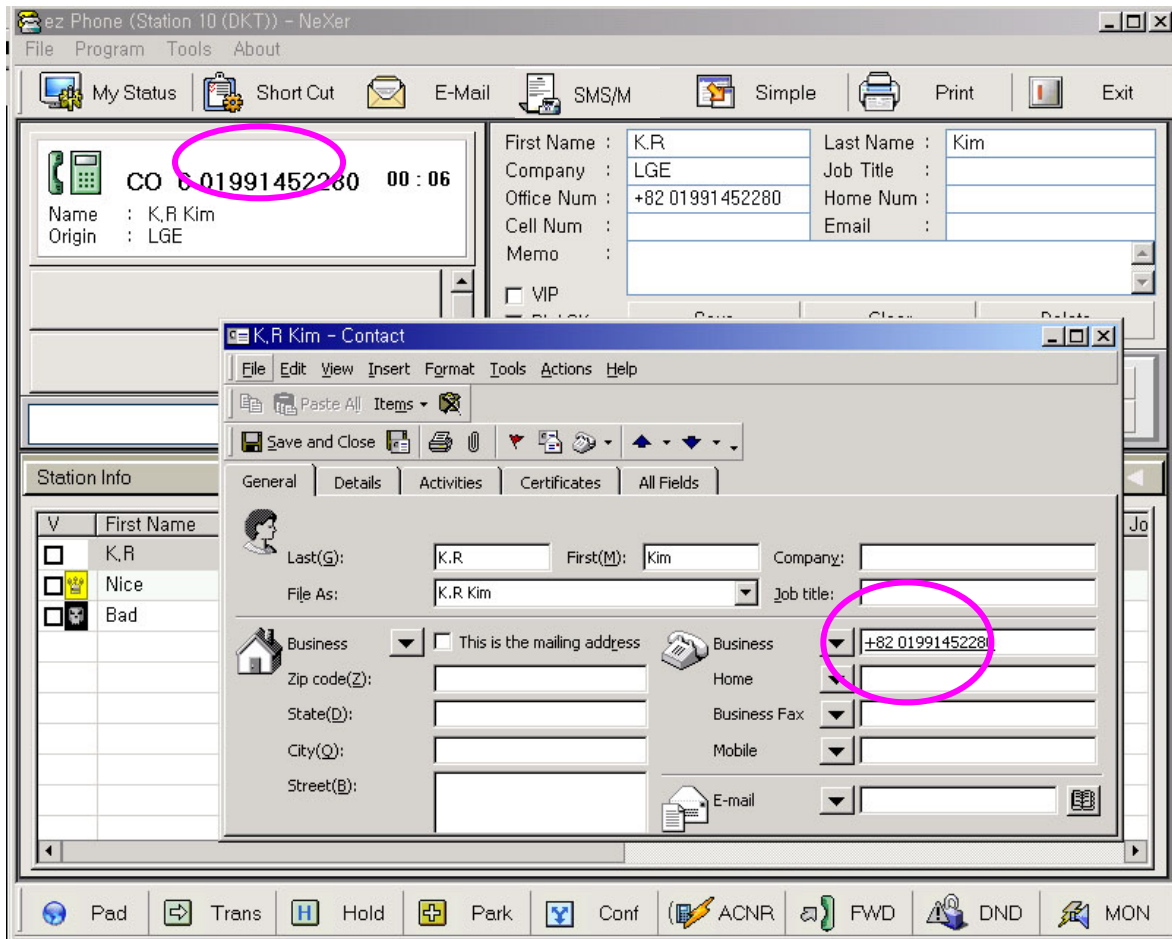 ez Phone (Station 10 (DKT)) - NeXer
File Program Tools About
My Status Short Cut E-Mail SMS/M Simple Print Exit
CO 6 01991452280 00 : 06
Name : K,R Kim
Origin : LGE
First Name : K.R Last Name : Kim
Company : LGE Job Title :
Office Num : +82 01991452280 Home Num :
Cell Num : Email :
Memo :
VIP
K,R Kim - Contact
File Edit View Insert Format Tools Actions Help
Paste All Items
Save and Close
General Details Activities Certificates All Fields
Last(G): K.R First(M): Kim Company:
File As: K.R Kim Job title:
Business This is the mailing address Business +82 01991452280
Zip code(Z): Home
State(D): Business Fax
City(Q): Mobile
Street(B): E-mail
Station Info
V First Name Jo
K,R
Nice
Bad
Pad Trans H Hold Park Conf ACNR FWD DND MON